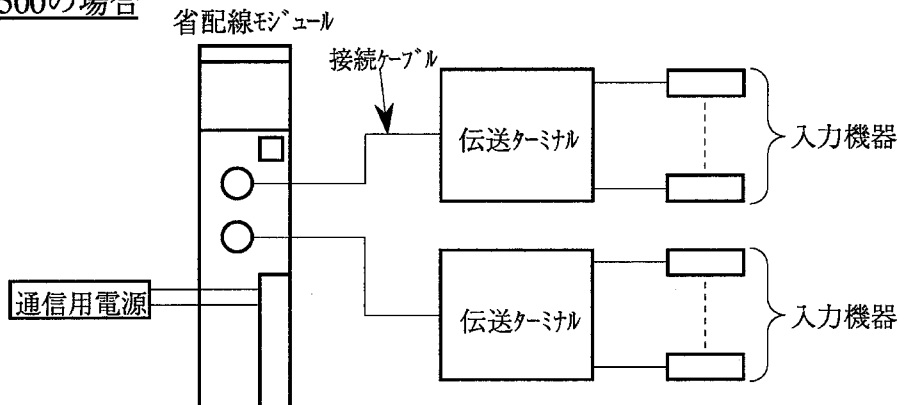 500の場合
省配線ﾓｼﾞｭｰﾙ
接続ｹｰﾌﾞﾙ
伝送ﾀｰﾐﾅﾙ
入力機器
伝送ﾀｰﾐﾅﾙ
入力機器
通信用電源